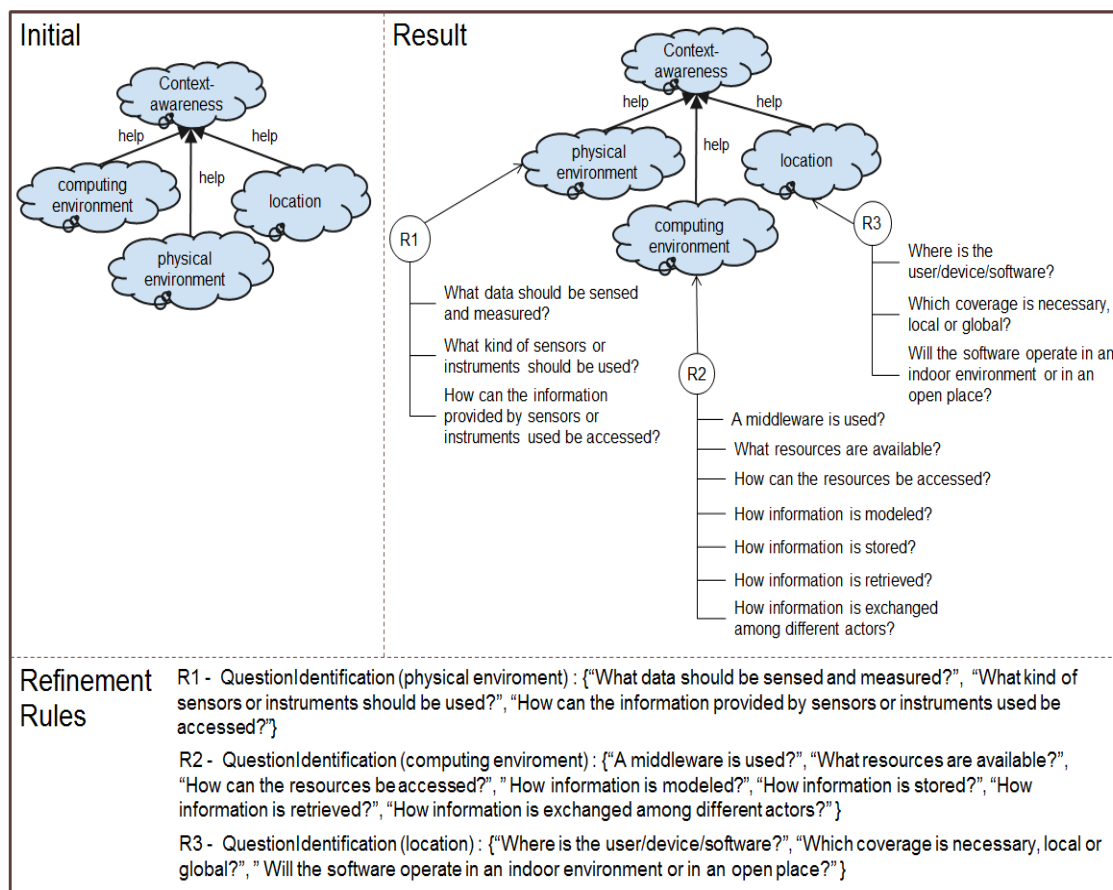 Initial
Context-
awareness
help
help
help
computing
environment
location
physical
environment
Result
Context-
awareness
help
help
help
physical
environment
location
computing
environment
R1
What data should be sensed
and measured?
What kind of sensors or
instruments should be used?
How can the information
provided by sensors or
instruments used be accessed?
R2
A middleware is used?
What resources are available?
How can the resources be accessed?
How information is modeled?
How information is stored?
How information is retrieved?
How information is exchanged
among different actors?
R3
Where is the
user/device/software?
Which coverage is necessary,
local or global?
Will the software operate in an
indoor environment or in an
open place?
Refinement
Rules
R1 - QuestionIdentification (physical enviroment) : {“What data should be sensed and measured?”, “What kind of
sensors or instruments should be used?”, “How can the information provided by sensors or instruments used be
accessed?”}
R2 - QuestionIdentification (computing enviroment) : {“A middleware is used?”, “What resources are available?”,
“How can the resources be accessed?”, ” How information is modeled?”, “How information is stored?”, “How
information is retrieved?”, “How information is exchanged among different actors?” }
R3 - QuestionIdentification (location) : {“Where is the user/device/software?”, “Which coverage is necessary, local or
global?”, ” Will the software operate in an indoor environment or in an open place?” }